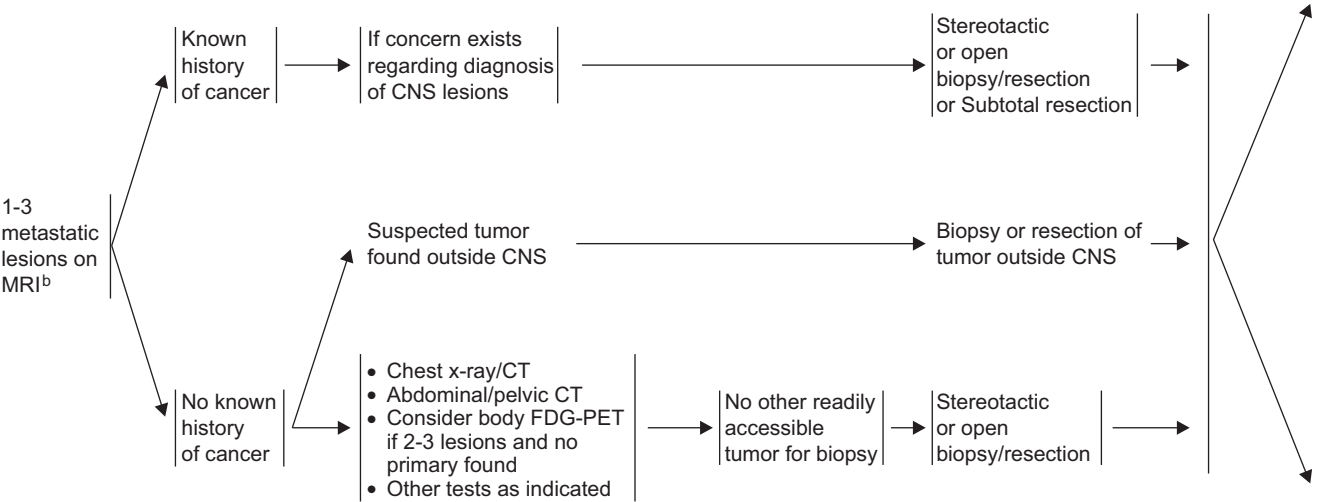 1-3
metastatic
lesions on
MRIᵇ
Known
history
of cancer
If concern exists
regarding diagnosis
of CNS lesions
Stereotactic
or open
biopsy/resection
or Subtotal resection
Suspected tumor
found outside CNS
Biopsy or resection of
tumor outside CNS
No known
history
of cancer
• Chest x-ray/CT
• Abdominal/pelvic CT
• Consider body FDG-PET
if 2-3 lesions and no
primary found
• Other tests as indicated
No other readily
accessible
tumor for biopsy
Stereotactic
or open
biopsy/resection